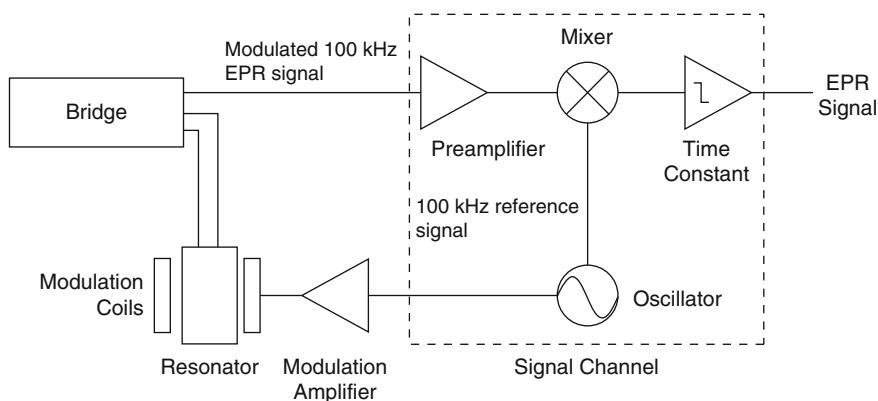 Modulated 100 kHz
EPR signal
Mixer
Bridge
EPR
Signal
Preamplifier
Time
Constant
100 kHz reference
signal
Modulation
Coils
Oscillator
Resonator
Modulation
Amplifier
Signal Channel